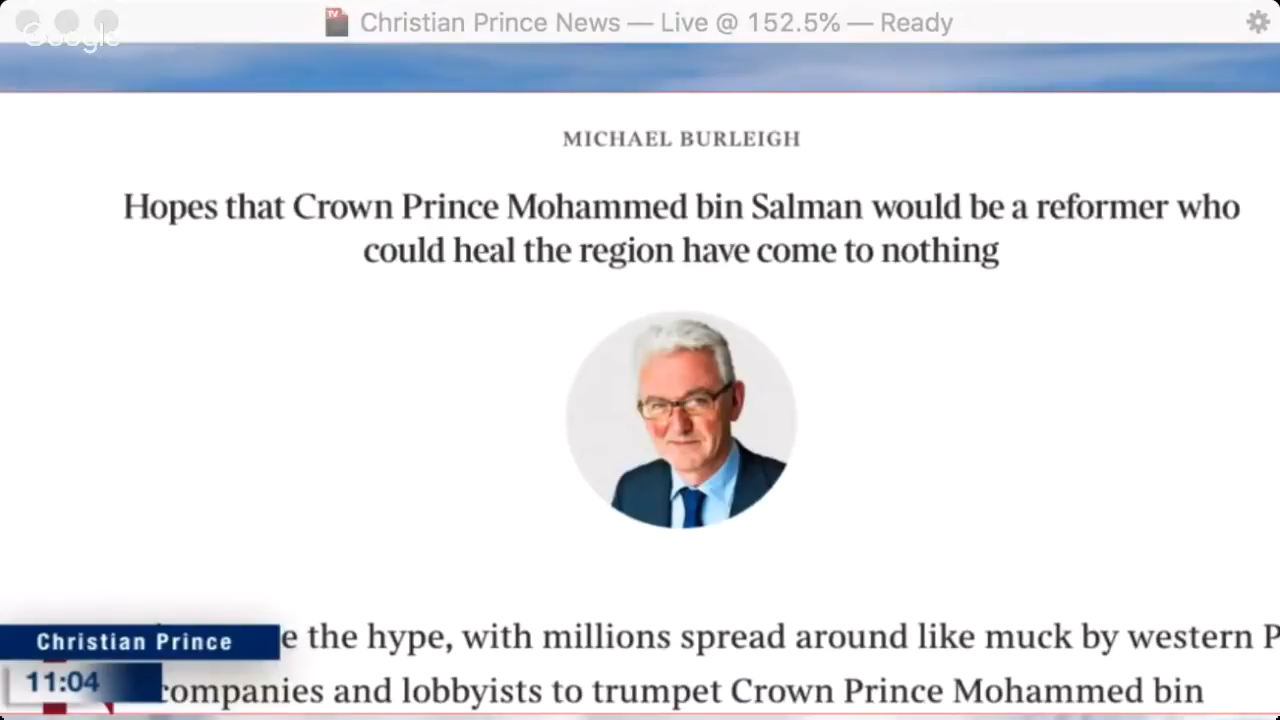 Christian Prince News — Live @ 152.5% — Ready
Google
MICHAEL BURLEIGH
Hopes that Crown Prince Mohammed bin Salman would be a reformer who
could heal the region have come to nothing
the hype, with millions spread around like muck by western P
Christian Prince
companies and lobbyists to trumpet Crown Prince Mohammed bin
11:04